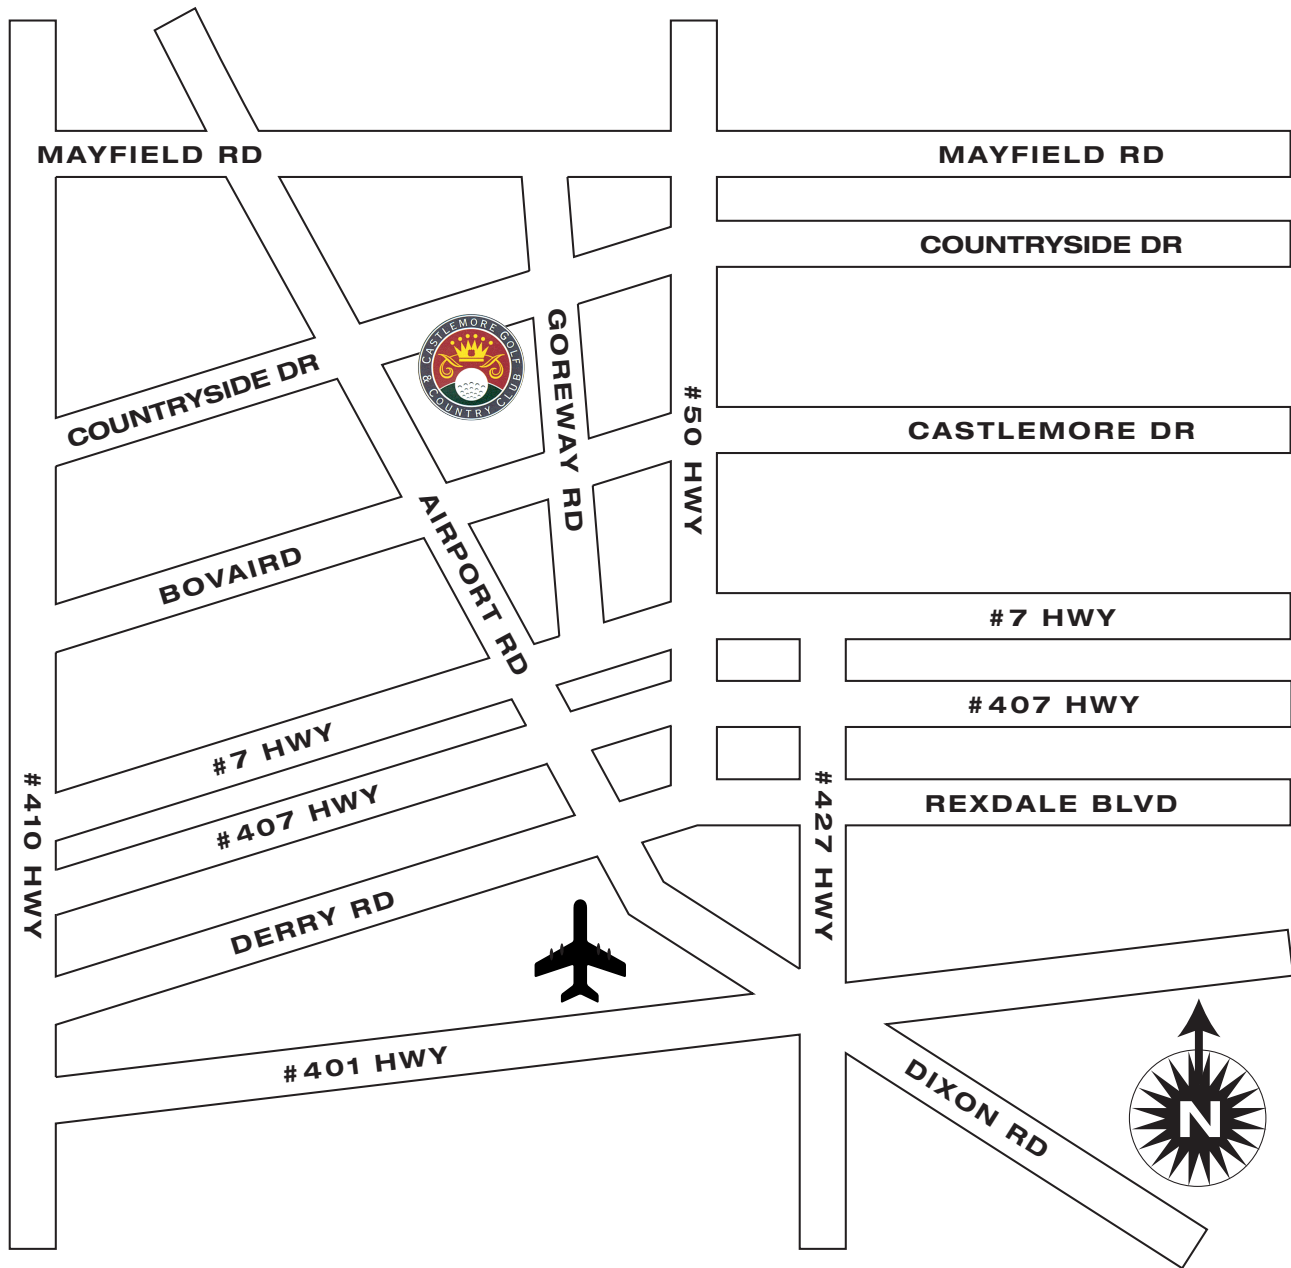 MAYFIELD RD
MAYFIELD RD
COUNTRYSIDE DR
COUNTRYSIDE DR
CASTLEMORE GOLF
& COUNTRY CLUB
GOREWAY RD
#50 HWY
CASTLEMORE DR
AIRPORT RD
BOVAIRD
#7 HWY
#7 HWY
#407 HWY
#407 HWY
#410 HWY
#427 HWY
REXDALE BLVD
DERRY RD
#401 HWY
DIXON RD
N